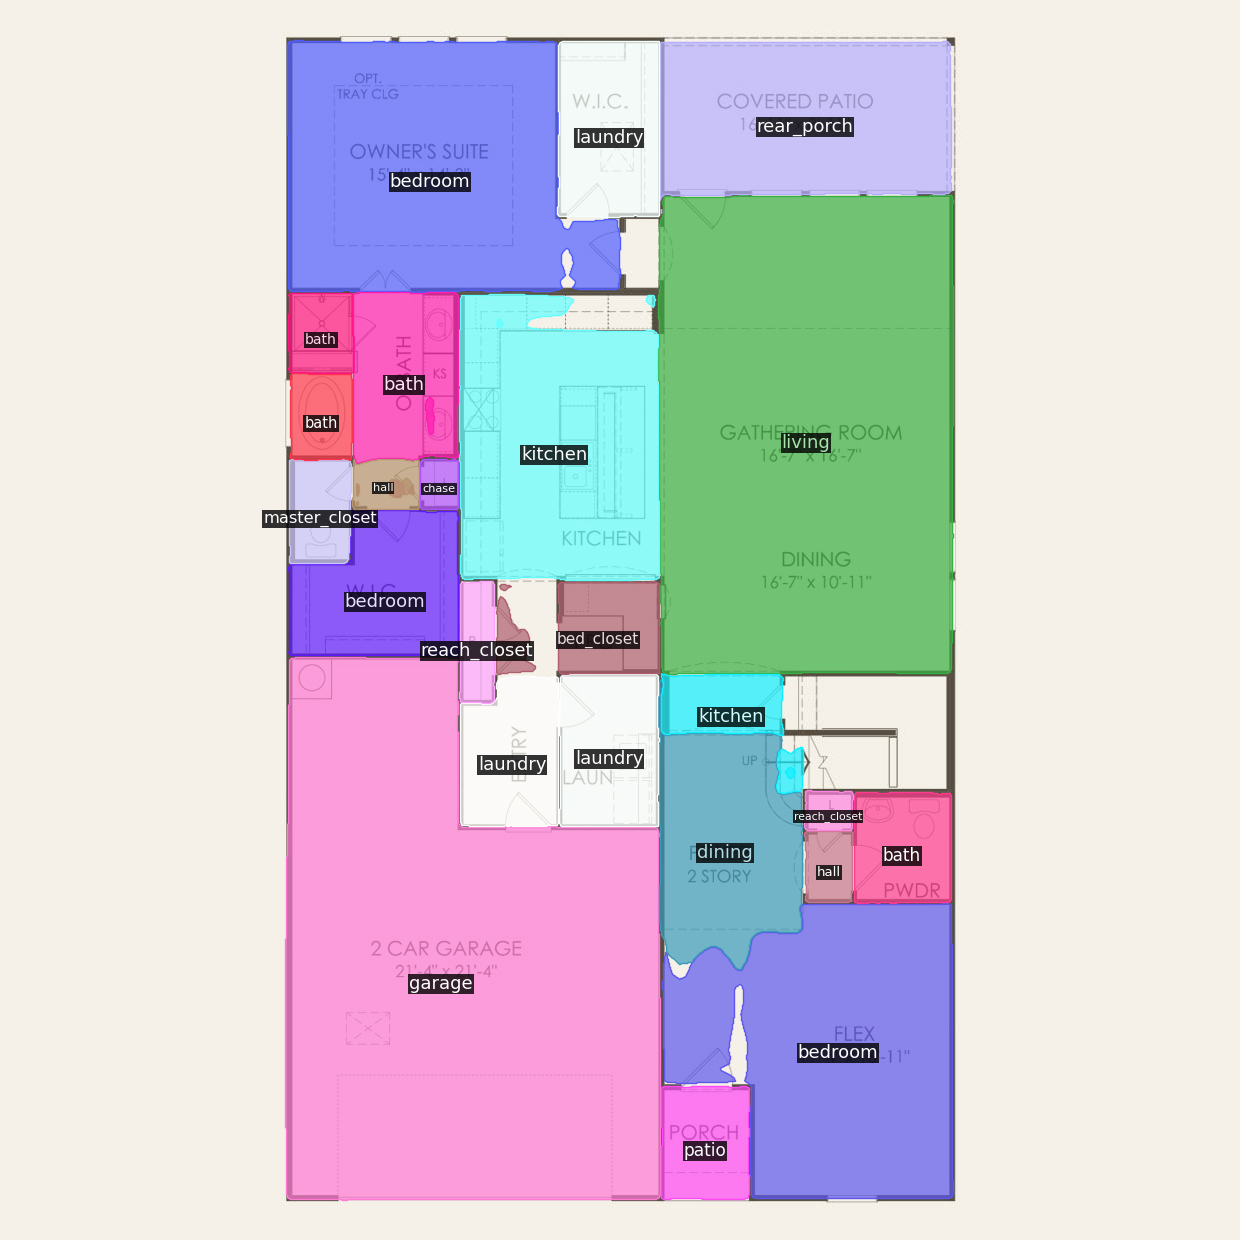 OPT.
TRAY CLG
W.I.C.
COVERED PATIO
16
rear_porch
laundry
OWNER'S SUITE
bedroom
bath
BATH
KS
bath
bath
GATHERING ROOM
living
16'-7" x 16'-7"
kitchen
hall
chase
master_closet
KITCHEN
DINING
16'-7" x 10'-11"
W.I.C.
bedroom
reach_closet
bed_closet
kitchen
ENTRY
laundry
LAUN
laundry
UP
L
reach_closet
dining
2 STORY
hall
bath
PWDR
2 CAR GARAGE
21'-4" x 21'-4"
garage
FLEX
bedroom
-11"
PORCH
patio